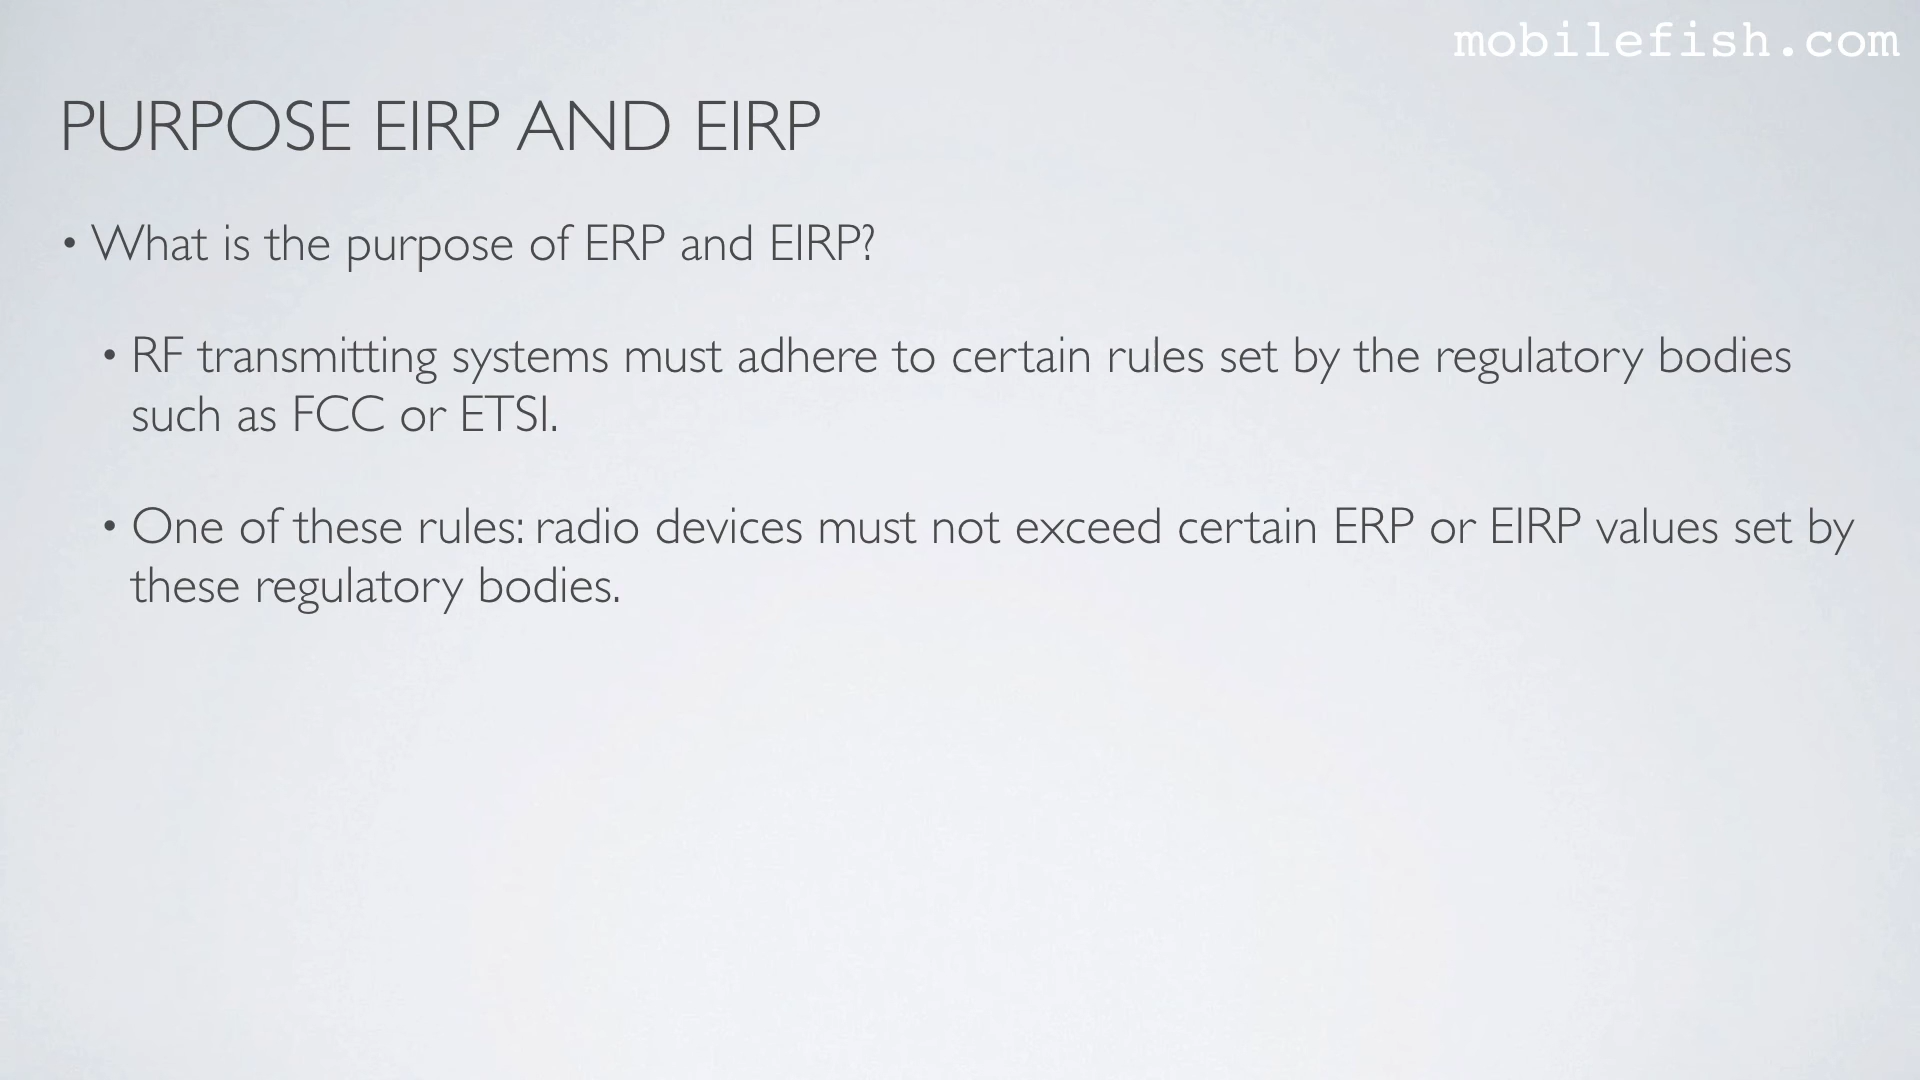 mobilefish.com
PURPOSE EIRP AND EIRP
• What is the purpose of ERP and EIRP?
• RF transmitting systems must adhere to certain rules set by the regulatory bodies
such as FCC or ETSI.
• One of these rules: radio devices must not exceed certain ERP or EIRP values set by
these regulatory bodies.